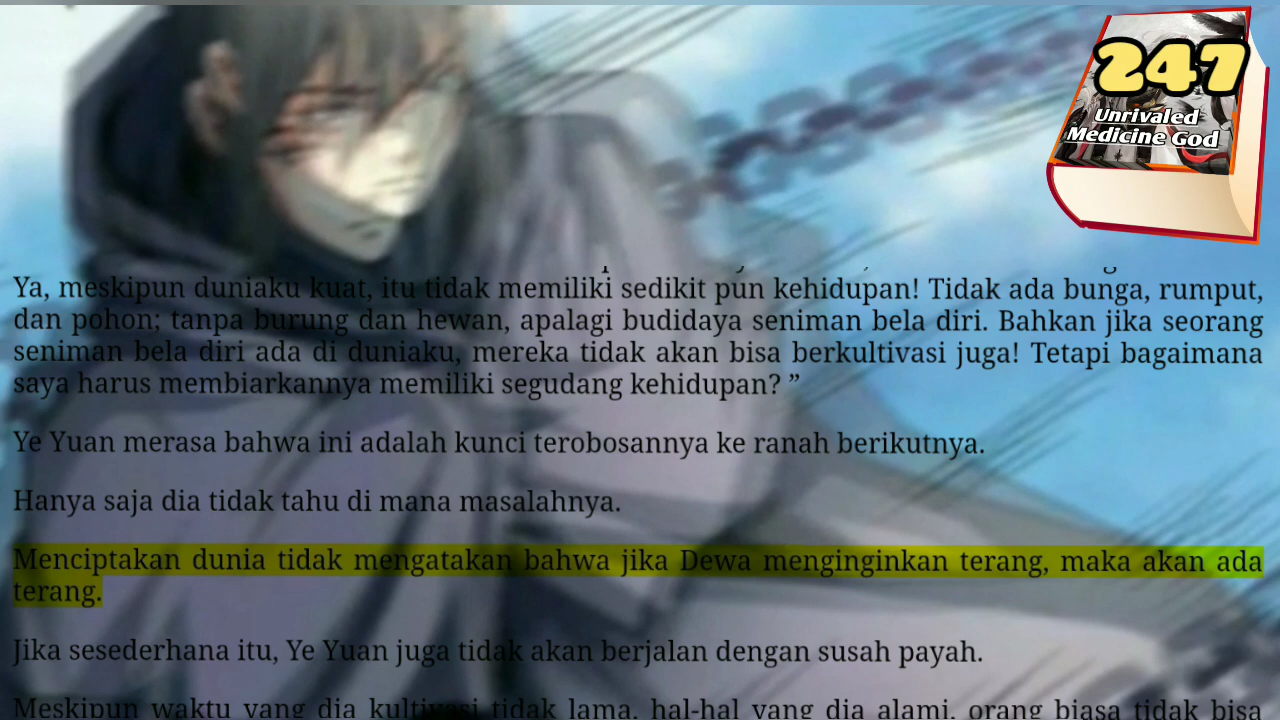 247
Unrivaled
Medicine God
Ya, meskipun duniaku kuat, itu tidak memiliki sedikit pun kehidupan! Tidak ada bunga, rumput,
dan pohon; tanpa burung dan hewan, apalagi budidaya seniman bela diri. Bahkan jika seorang
seniman bela diri ada di duniaku, mereka tidak akan bisa berkultivasi juga! Tetapi bagaimana
saya harus membiarkannya memiliki segudang kehidupan? ”
Ye Yuan merasa bahwa ini adalah kunci terobosannya ke ranah berikutnya.
Hanya saja dia tidak tahu di mana masalahnya.
Menciptakan dunia tidak mengatakan bahwa jika Dewa menginginkan terang, maka akan ada
terang.
Jika sesederhana itu, Ye Yuan juga tidak akan berjalan dengan susah payah.
Meskipun waktu yang dia kultivasi tidak lama, hal-hal yang dia alami, orang biasa tidak bisa